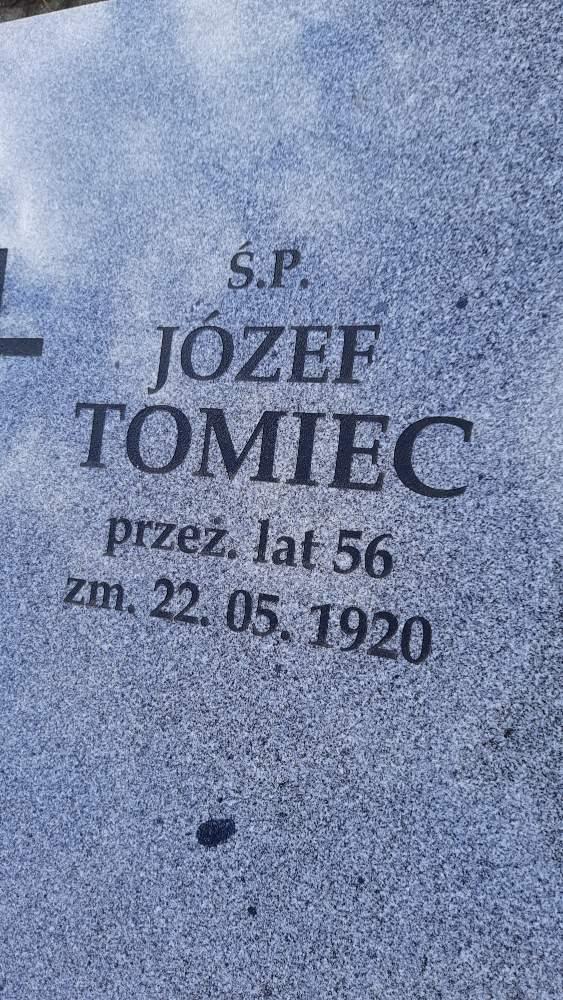 Ś.P.
JÓZEF
TOMIEC
przeż. lat 56
zm. 22. 05. 1920